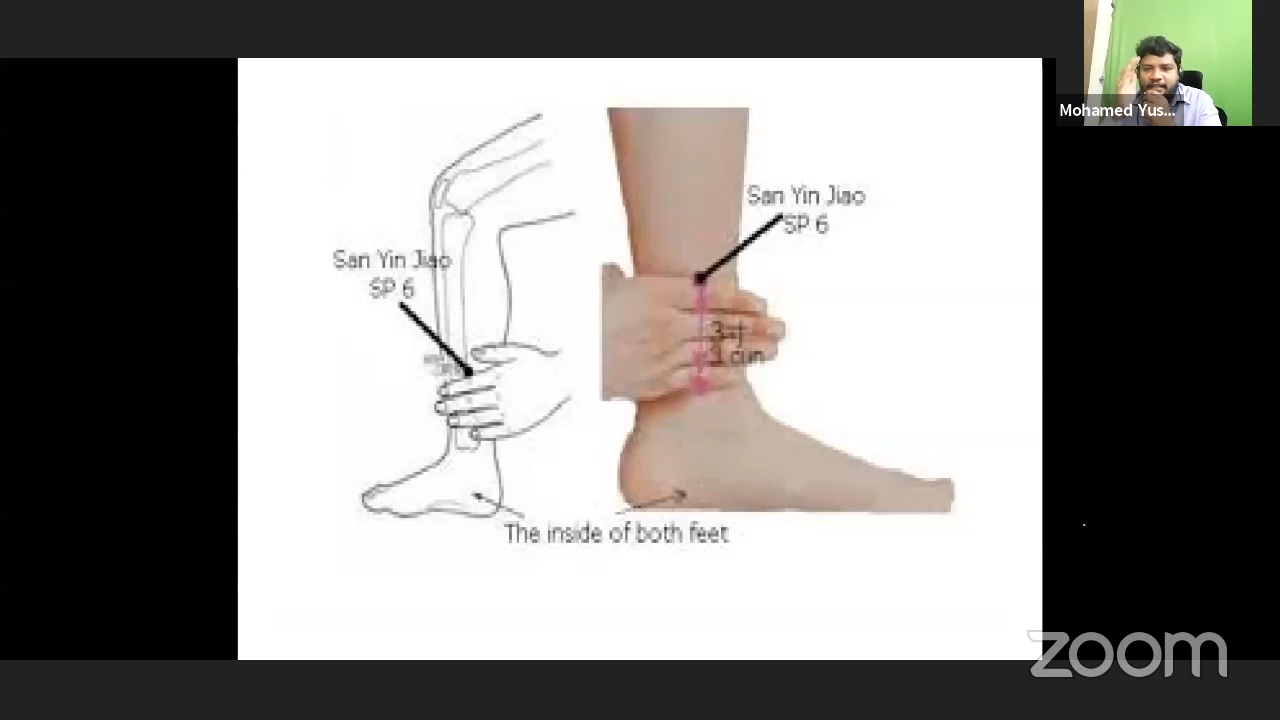 Mohamed Yus...
San Yin Jiao
SP 6
San Yin Jiao
SP 6
3 cun
The inside of both feet
zoom